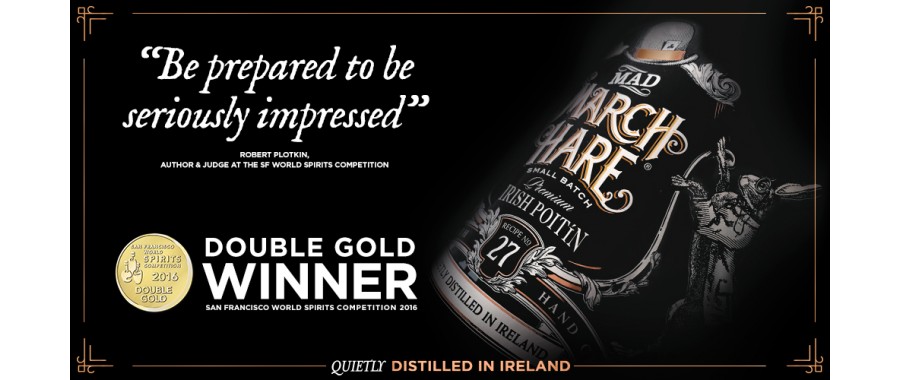 “Be prepared to be
seriously impressed”
ROBERT PLOTKIN,
AUTHOR & JUDGE AT THE SF WORLD SPIRITS COMPETITION
SAN FRANCISCO
WORLD
SPIRITS
COMPETITION
2016
DOUBLE
GOLD
DOUBLE GOLD
WINNER
SAN FRANCISCO WORLD SPIRITS COMPETITION 2016
MAD
MARCH
HARE®
SMALL BATCH
Premium
IRISH POITÍN
RECIPE NO
27
DISTILLED IN IRELAND
HAND
QUIETLY DISTILLED IN IRELAND